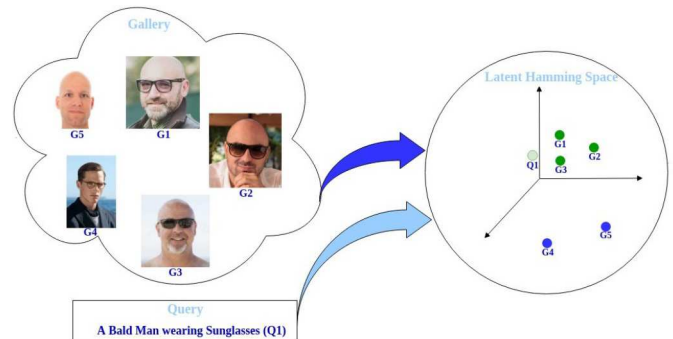 Gallery
G5
G1
G2
G4
G3
Query
A Bald Man wearing Sunglasses (Q1)
Latent Hamming Space
G1
G2
Q1
G3
G5
G4